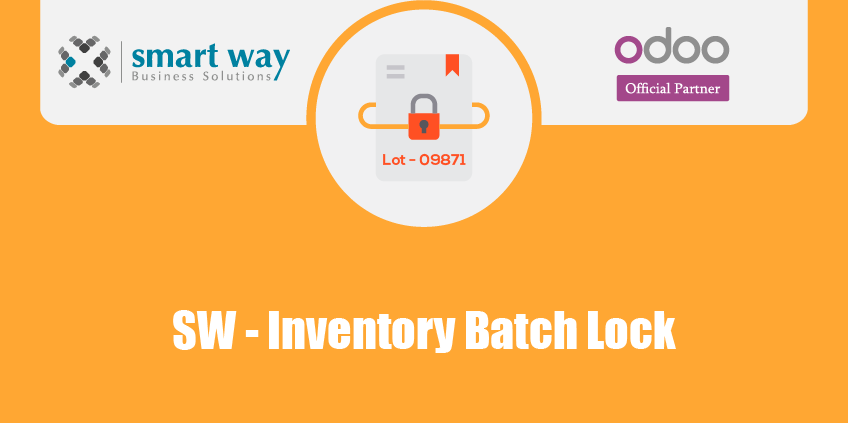 smart way
Business Solutions
odoo
Official Partner
Lot - 09871
SW - Inventory Batch Lock